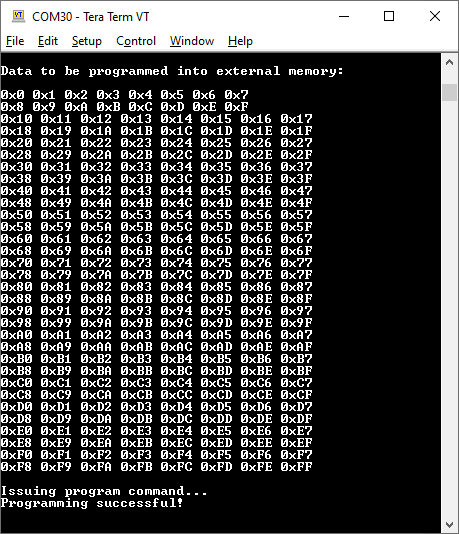 COM30 - Tera Term VT
File Edit Setup Control Window Help
Data to be programmed into external memory:
0x0 0x1 0x2 0x3 0x4 0x5 0x6 0x7
0x8 0x9 0xA 0xB 0xC 0xD 0xE 0xF
0x10 0x11 0x12 0x13 0x14 0x15 0x16 0x17
0x18 0x19 0x1A 0x1B 0x1C 0x1D 0x1E 0x1F
0x20 0x21 0x22 0x23 0x24 0x25 0x26 0x27
0x28 0x29 0x2A 0x2B 0x2C 0x2D 0x2E 0x2F
0x30 0x31 0x32 0x33 0x34 0x35 0x36 0x37
0x38 0x39 0x3A 0x3B 0x3C 0x3D 0x3E 0x3F
0x40 0x41 0x42 0x43 0x44 0x45 0x46 0x47
0x48 0x49 0x4A 0x4B 0x4C 0x4D 0x4E 0x4F
0x50 0x51 0x52 0x53 0x54 0x55 0x56 0x57
0x58 0x59 0x5A 0x5B 0x5C 0x5D 0x5E 0x5F
0x60 0x61 0x62 0x63 0x64 0x65 0x66 0x67
0x68 0x69 0x6A 0x6B 0x6C 0x6D 0x6E 0x6F
0x70 0x71 0x72 0x73 0x74 0x75 0x76 0x77
0x78 0x79 0x7A 0x7B 0x7C 0x7D 0x7E 0x7F
0x80 0x81 0x82 0x83 0x84 0x85 0x86 0x87
0x88 0x89 0x8A 0x8B 0x8C 0x8D 0x8E 0x8F
0x90 0x91 0x92 0x93 0x94 0x95 0x96 0x97
0x98 0x99 0x9A 0x9B 0x9C 0x9D 0x9E 0x9F
0xA0 0xA1 0xA2 0xA3 0xA4 0xA5 0xA6 0xA7
0xA8 0xA9 0xAA 0xAB 0xAC 0xAD 0xAE 0xAF
0xB0 0xB1 0xB2 0xB3 0xB4 0xB5 0xB6 0xB7
0xB8 0xB9 0xBA 0xBB 0xBC 0xBD 0xBE 0xBF
0xC0 0xC1 0xC2 0xC3 0xC4 0xC5 0xC6 0xC7
0xC8 0xC9 0xCA 0xCB 0xCC 0xCD 0xCE 0xCF
0xD0 0xD1 0xD2 0xD3 0xD4 0xD5 0xD6 0xD7
0xD8 0xD9 0xDA 0xDB 0xDC 0xDD 0xDE 0xDF
0xE0 0xE1 0xE2 0xE3 0xE4 0xE5 0xE6 0xE7
0xE8 0xE9 0xEA 0xEB 0xEC 0xED 0xEE 0xEF
0xF0 0xF1 0xF2 0xF3 0xF4 0xF5 0xF6 0xF7
0xF8 0xF9 0xFA 0xFB 0xFC 0xFD 0xFE 0xFF
Issuing program command...
Programming successful!